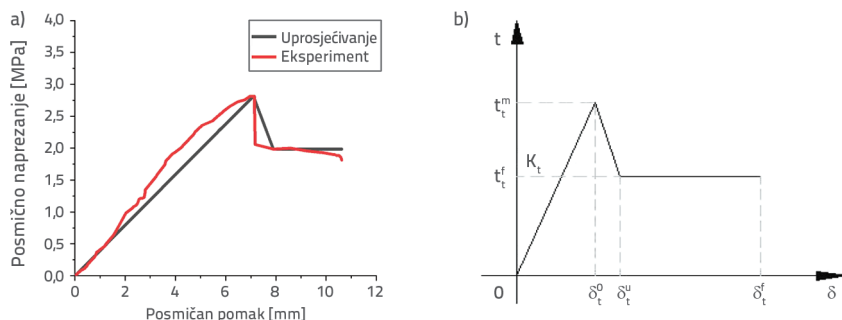 a)
4,0
3,5
3,0
2,5
2,0
1,5
1,0
0,5
0,0
Posmično naprezanje [MPa]
Uprosjećivanje
Eksperiment
0 2 4 6 8 10 12
Posmičan pomak [mm]
b)
t
t_t^m
K_t
t_t^f
0 δ_t^o δ_t^u δ_t^f δ